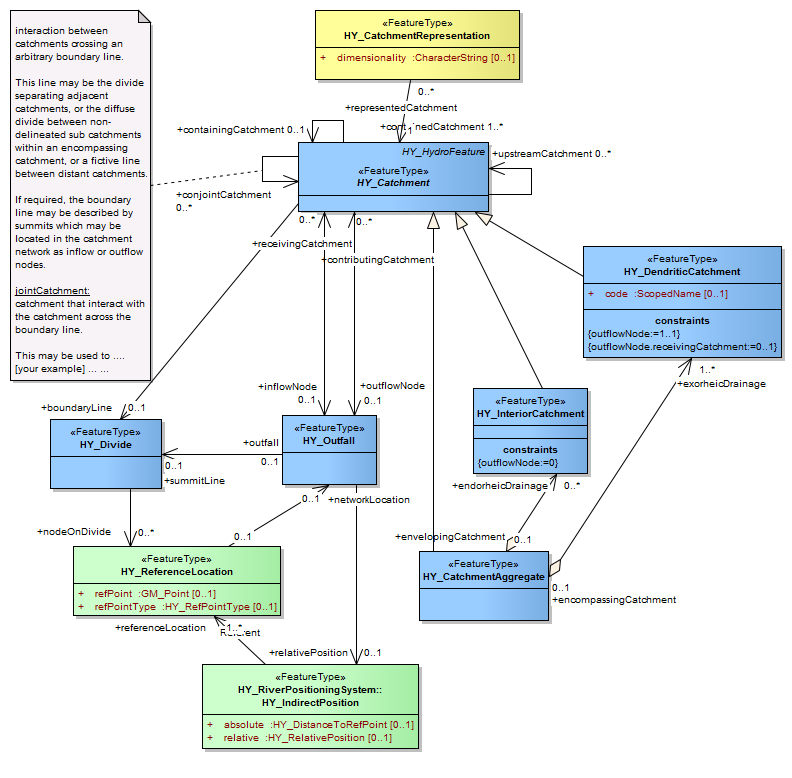 interaction between
catchments crossing an
arbitrary boundary line.
This line may be the divide
separating adjacent
catchments, or the diffuse
divide between non-
delineated sub catchments
within an encompassing
catchment, or a fictive line
between distant catchments.
If required, the boundary
line may be described by
summits which may be
located in the catchment
network as inflow or outflow
nodes.
jointCatchment:
catchment that interact with
the catchment across the
boundary line.
This may be used to ....
[your example] ... ...
«FeatureType»
HY_CatchmentRepresentation
+ dimensionality :CharacterString [0..1]
0..*
+representedCatchment
1
+containingCatchment 0..1
1..*
HY_HydroFeature
«FeatureType»
HY_Catchment
+upstreamCatchment 0..*
+conjointCatchment
0..*
0..*
0..*
+receivingCatchment
+contributingCatchment
«FeatureType»
HY_DendriticCatchment
+ code :ScopedName [0..1]
constraints
{outflowNode:=1..1}
{outflowNode.receivingCatchment:=0..1}
1..*
+exorheicDrainage
+inflowNode
0..1
+outflowNode
0..1
«FeatureType»
HY_InteriorCatchment
constraints
{outflowNode:=0}
+endorheicDrainage
0..*
+boundaryLine
0..1
«FeatureType»
HY_Divide
+outfall
0..1
0..1
+summitLine
«FeatureType»
HY_Outfall
0..1
+networkLocation
+envelopingCatchment
0..1
«FeatureType»
HY_CatchmentAggregate
0..1
+encompassingCatchment
+nodeOnDivide
0..*
0..1
«FeatureType»
HY_ReferenceLocation
+ refPoint :GM_Point [0..1]
+ refPointType :HY_RefPointType [0..1]
+referenceLocation
1..*
+relativePosition
0..1
«FeatureType»
HY_RiverPositioningSystem::
HY_IndirectPosition
+ absolute :HY_DistanceToRefPoint [0..1]
+ relative :HY_RelativePosition [0..1]